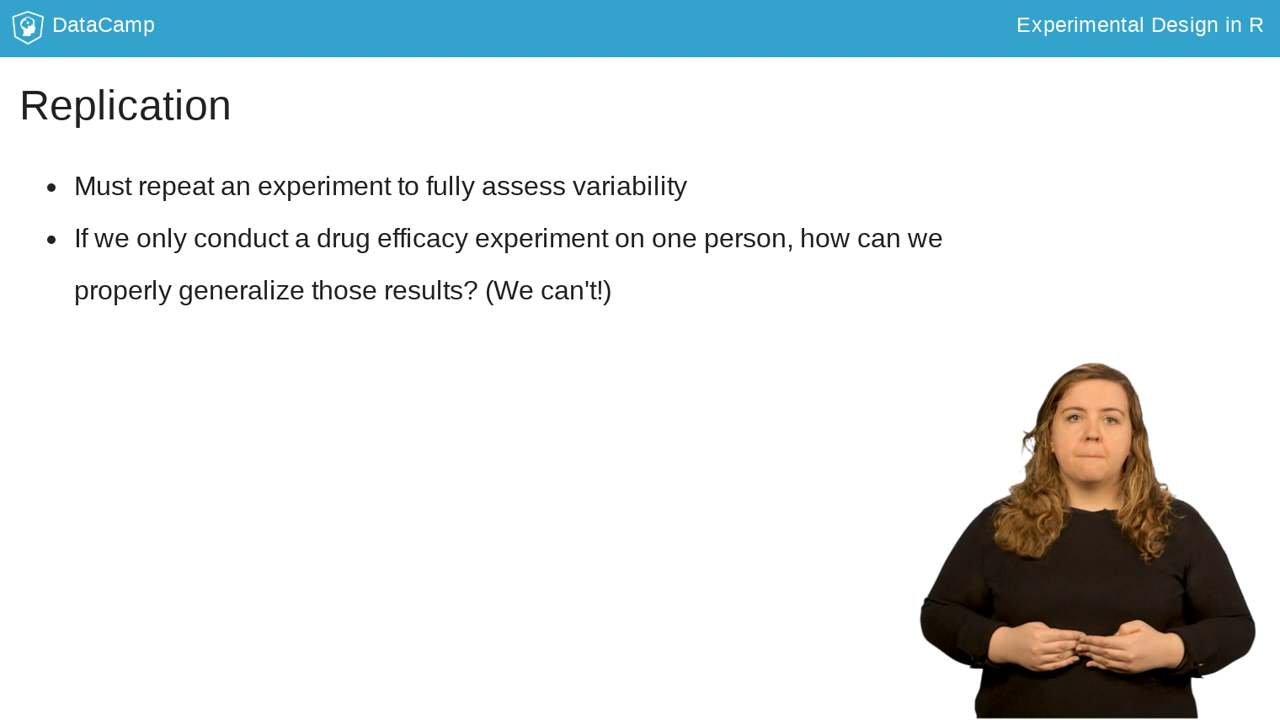 DataCamp
Experimental Design in R
Replication
Must repeat an experiment to fully assess variability
If we only conduct a drug efficacy experiment on one person, how can we
properly generalize those results? (We can't!)